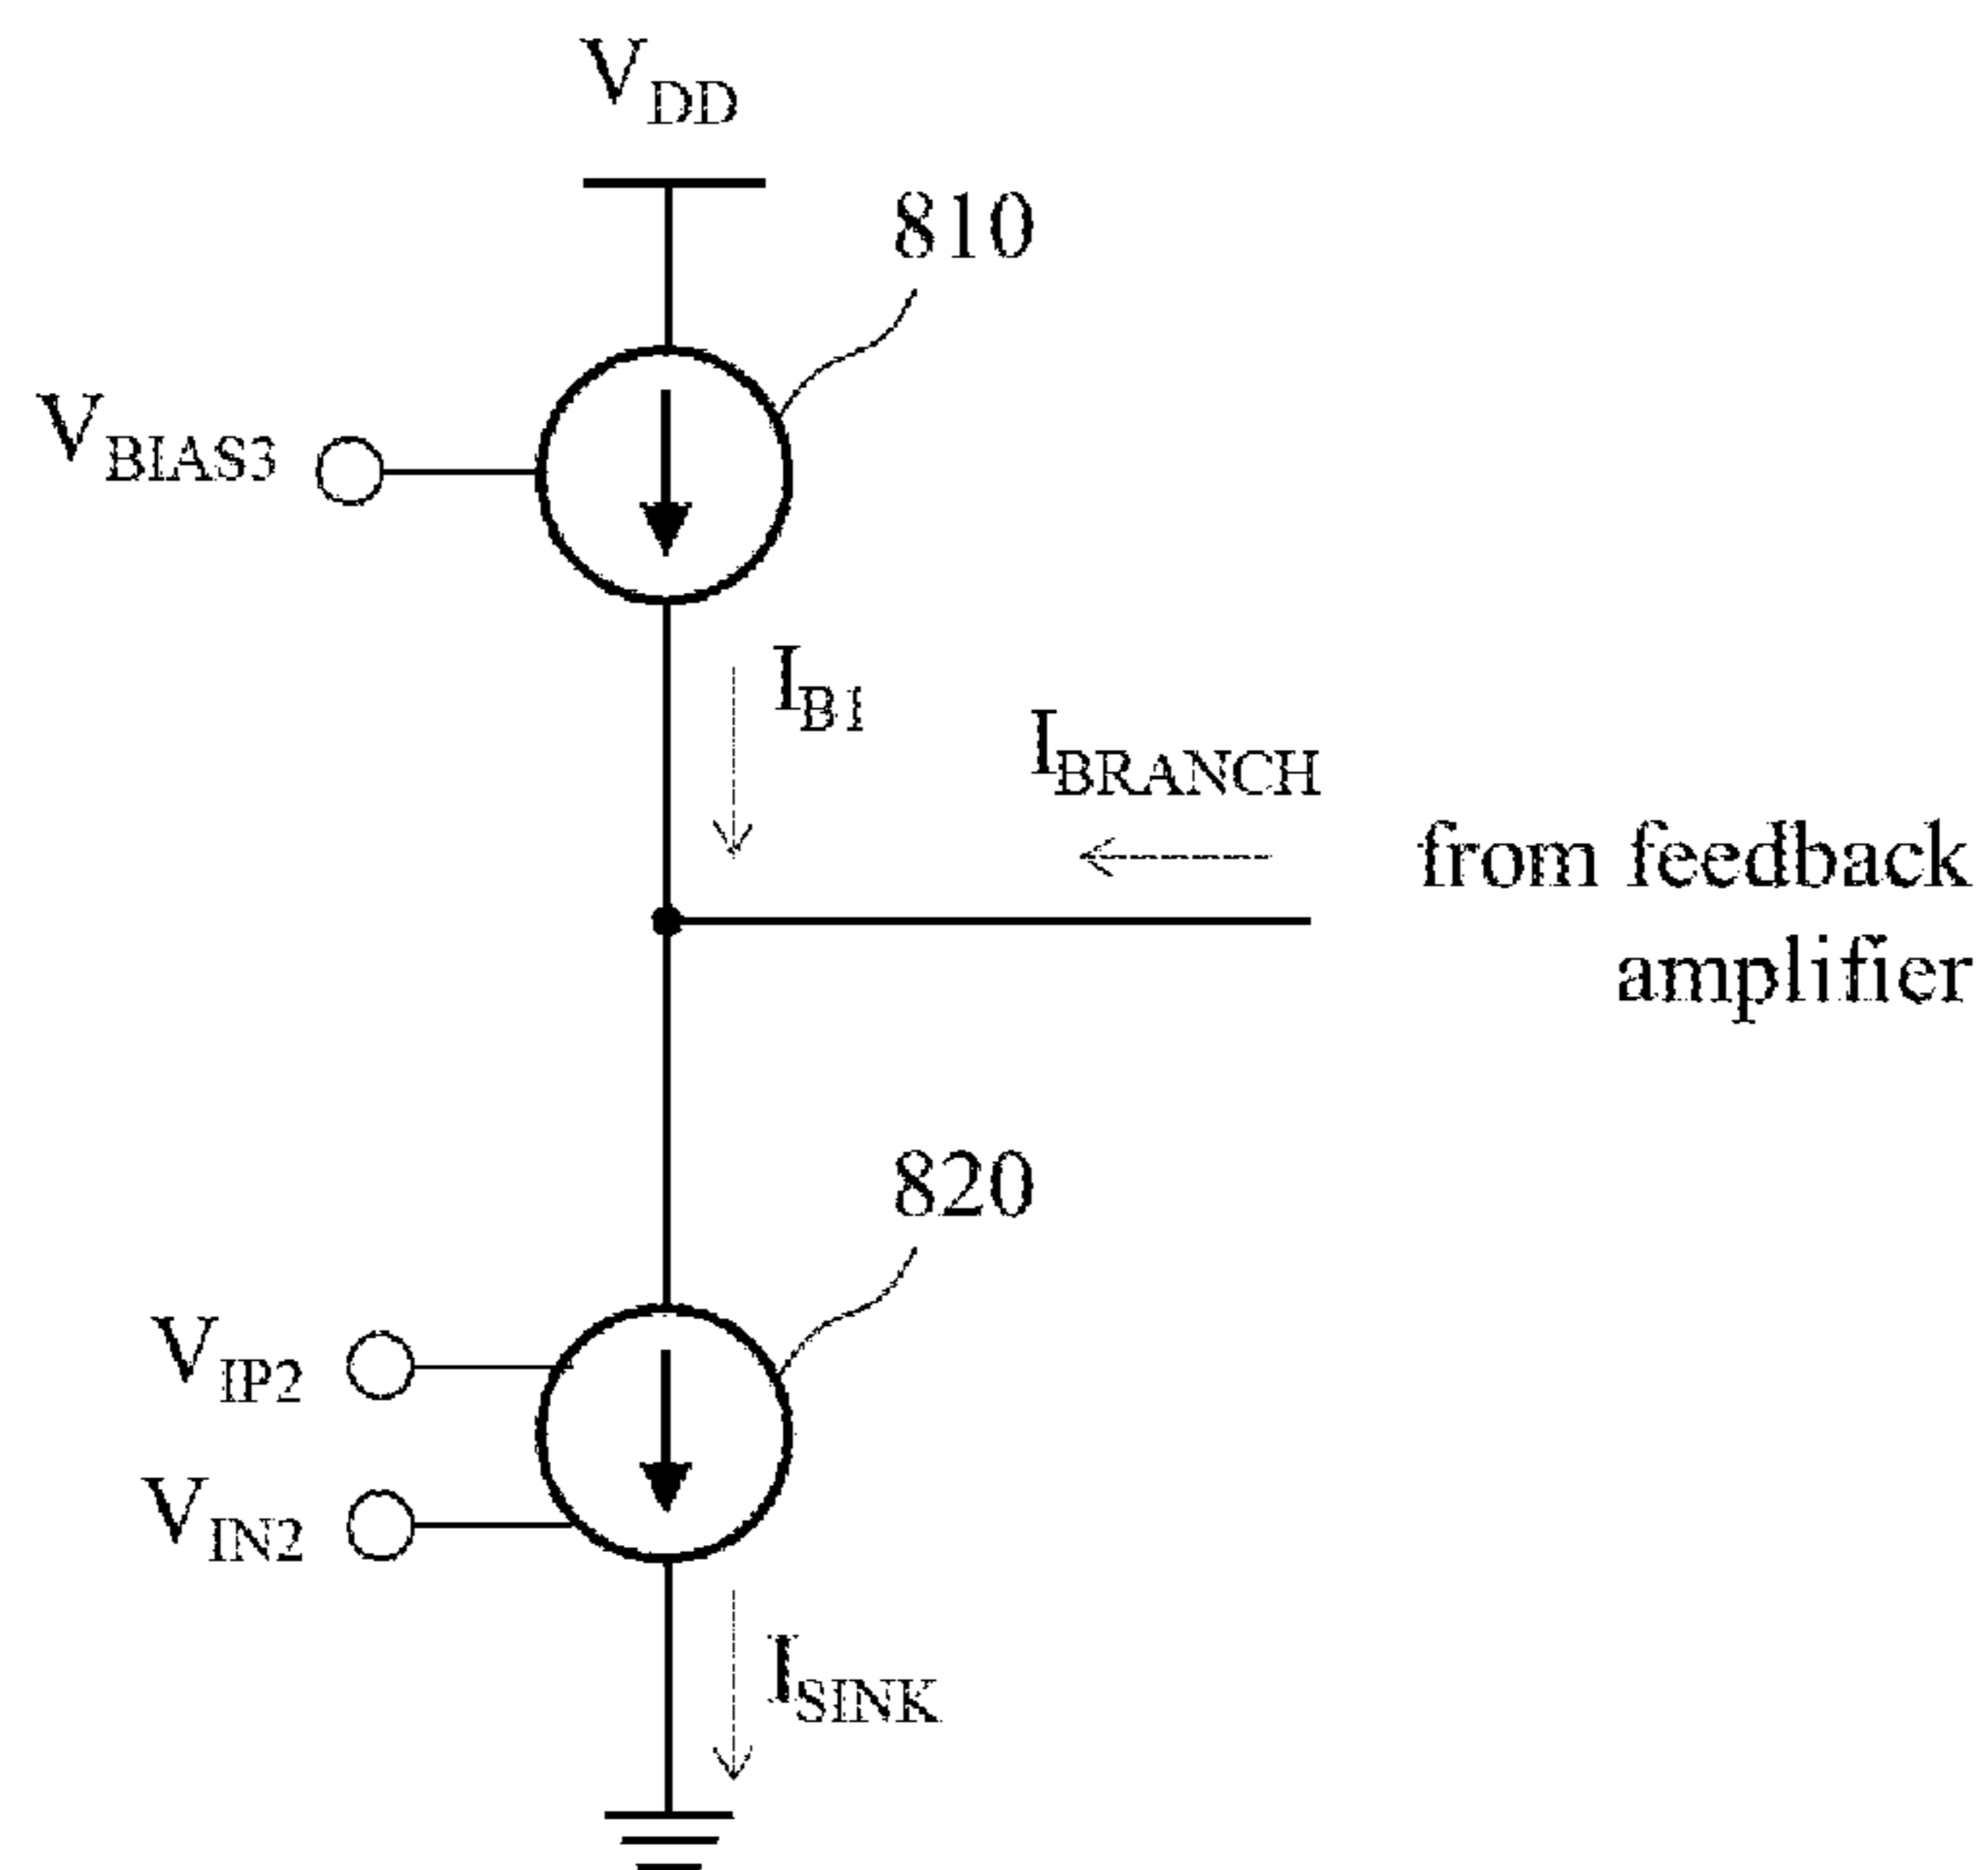 VDD
810
VBIAS3
IB1
IBRANCH
from feedback
amplifier
820
VIP2
VIN2
ISINK